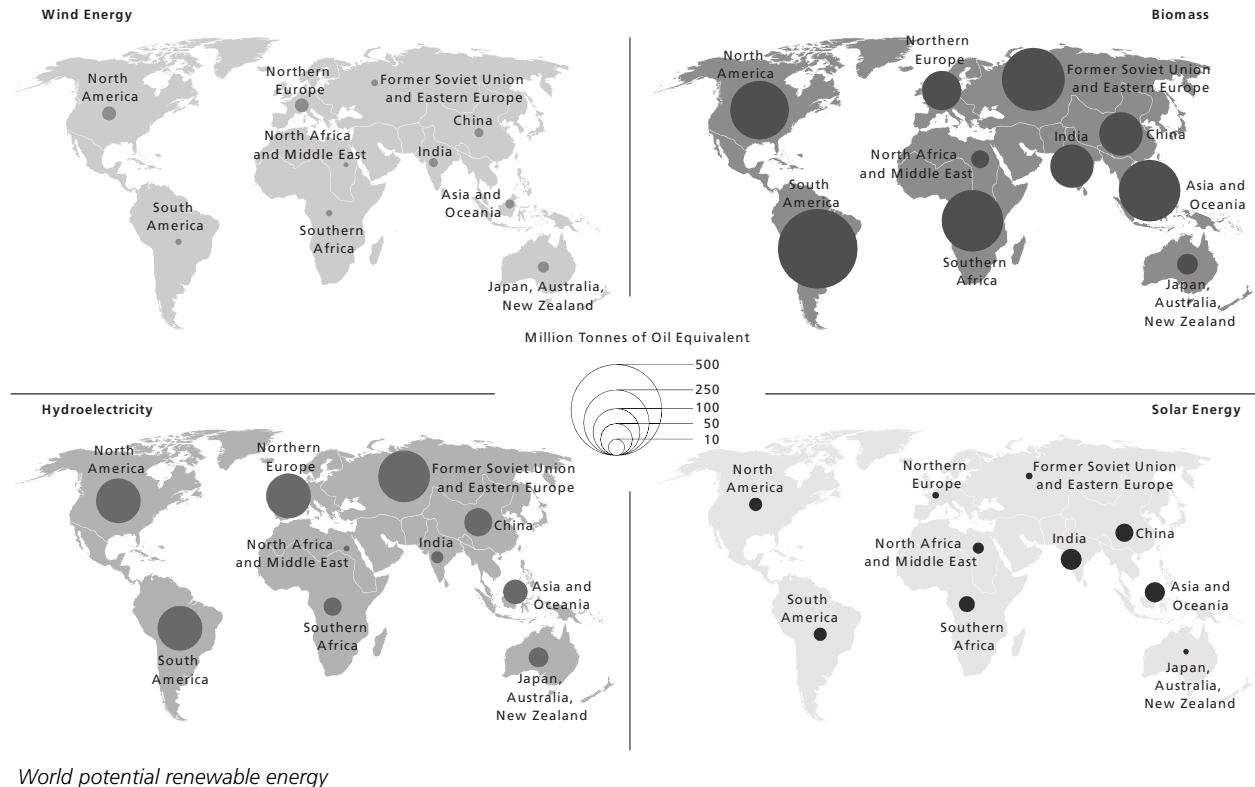 Wind Energy
North
America
Northern
Europe
Former Soviet Union
and Eastern Europe
China
North Africa
and Middle East
India
Asia and
Oceania
South
America
Southern
Africa
Japan, Australia,
New Zealand
Biomass
North
America
Northern
Europe
Former Soviet Union
and Eastern Europe
India
China
North Africa
and Middle East
South
America
Asia and
Oceania
Southern
Africa
Japan,
Australia,
New Zealand
Million Tonnes of Oil Equivalent
500
250
100
50
10
Hydroelectricity
North
America
Northern
Europe
Former Soviet Union
and Eastern Europe
China
North Africa
and Middle East
India
Asia and
Oceania
Southern
Africa
South
America
Japan,
Australia,
New Zealand
Solar Energy
North
America
Northern
Europe
Former Soviet Union
and Eastern Europe
North Africa
and Middle East
India
China
South
America
Asia and
Oceania
Southern
Africa
Japan,
Australia,
New Zealand
World potential renewable energy